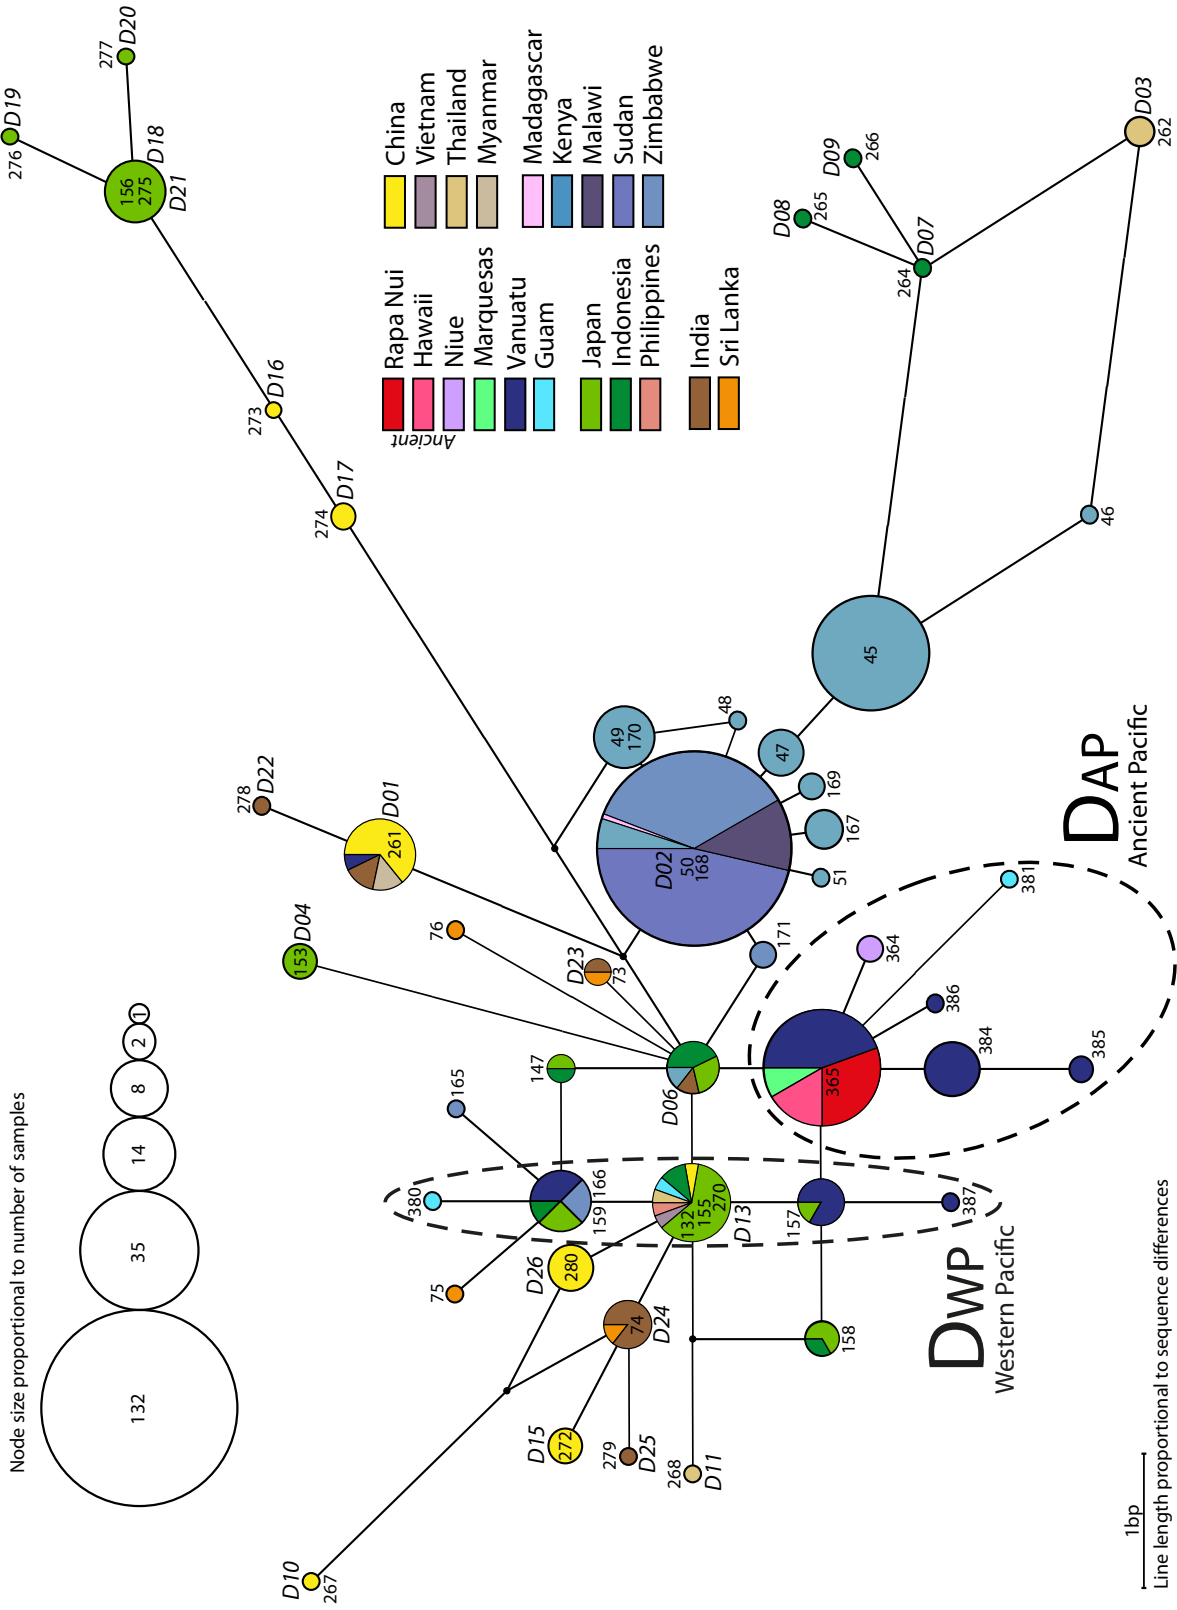 Node size proportional to number of samples
132
35
14
8
2
1
Ancient
Rapa Nui
Hawaii
Niue
Marquesas
Vanuatu
Guam
Japan
Indonesia
Philippines
India
Sri Lanka
China
Vietnam
Thailand
Myanmar
Madagascar
Kenya
Malawi
Sudan
Zimbabwe
276 D19
277 D20
D18
156
275
D21
273 D16
274 D17
278 D22
D01
261
D04
153
76
D23
73
49
170
48
D02
50
168
47
169
167
51
171
45
46
D08
265
D09
266
264 D07
D03
262
147
165
D06
380
166
159
75
D26
280
132
155
270
D13
157
387
158
D24
74
D15
272
279
D25
268
D11
D10
267
365
364
381
386
384
385
DAP
Ancient Pacific
DWP
Western Pacific
1bp
Line length proportional to sequence differences